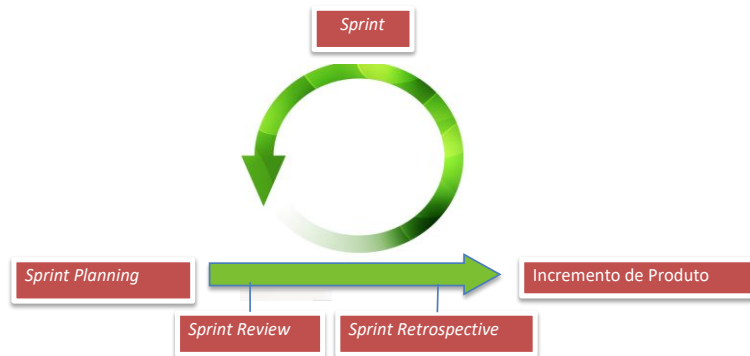 Sprint
Sprint Planning
Incremento de Produto
Sprint Review
Sprint Retrospective